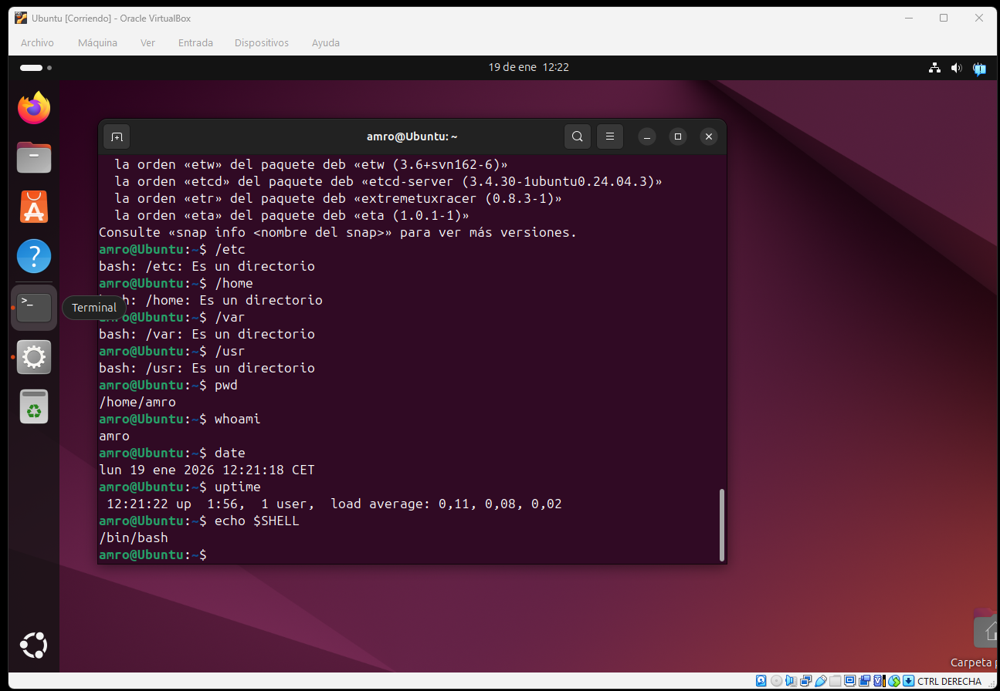 Ubuntu [Corriendo] - Oracle VirtualBox
Archivo Máquina Ver Entrada Dispositivos Ayuda
19 de ene 12:22
amro@Ubuntu: ~
la orden «etw» del paquete deb «etw (3.6+svn162-6)»
la orden «etcd» del paquete deb «etcd-server (3.4.30-1ubuntu0.24.04.3)»
la orden «etr» del paquete deb «extremetuxracer (0.8.3-1)»
la orden «eta» del paquete deb «eta (1.0.1-1)»
Consulte «snap info <nombre del snap>» para ver más versiones.
amro@Ubuntu:~$ /etc
bash: /etc: Es un directorio
amro@Ubuntu:~$ /home
h: /home: Es un directorio
Terminal
@Ubuntu:~$ /var
bash: /var: Es un directorio
amro@Ubuntu:~$ /usr
bash: /usr: Es un directorio
amro@Ubuntu:~$ pwd
/home/amro
amro@Ubuntu:~$ whoami
amro
amro@Ubuntu:~$ date
lun 19 ene 2026 12:21:18 CET
amro@Ubuntu:~$ uptime
12:21:22 up 1:56, 1 user, load average: 0,11, 0,08, 0,02
amro@Ubuntu:~$ echo $SHELL
/bin/bash
amro@Ubuntu:~$
Carpeta
CTRL DERECHA